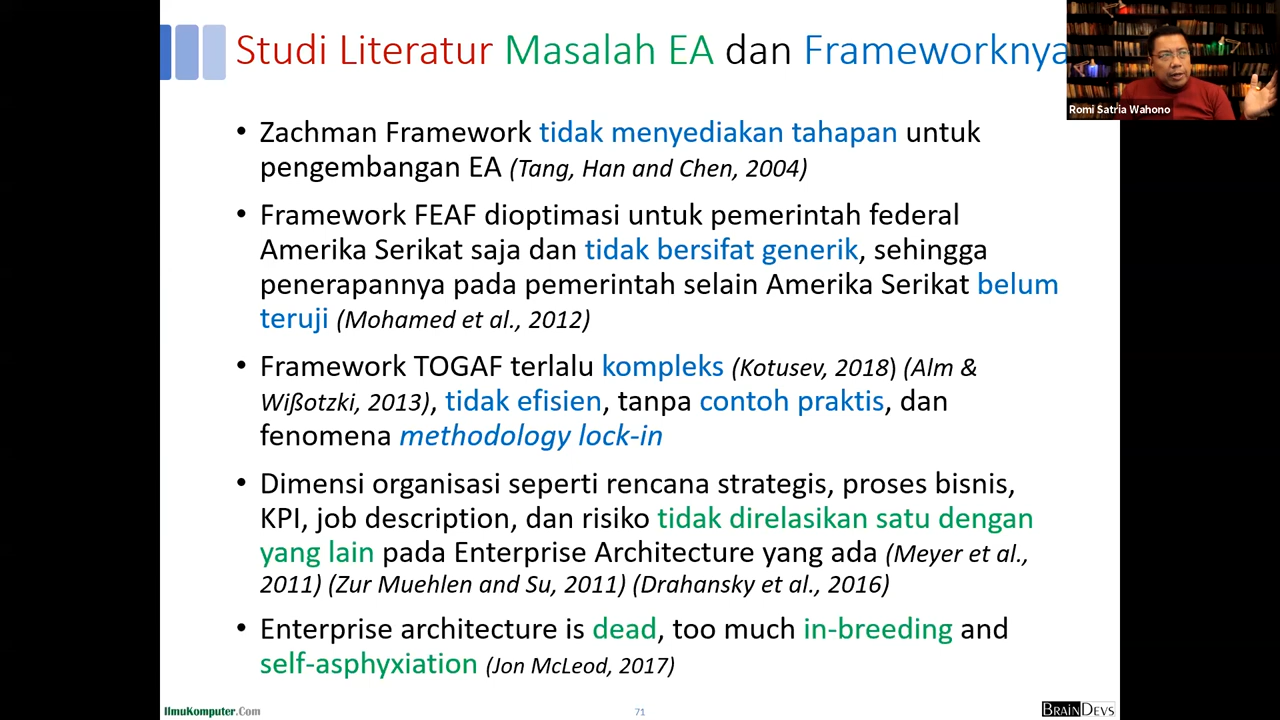 Studi Literatur Masalah EA dan Frameworknya
Romi Satria Wahono
• Zachman Framework tidak menyediakan tahapan untuk
pengembangan EA (Tang, Han and Chen, 2004)
• Framework FEAF dioptimasi untuk pemerintah federal
Amerika Serikat saja dan tidak bersifat generik, sehingga
penerapannya pada pemerintah selain Amerika Serikat belum
teruji (Mohamed et al., 2012)
• Framework TOGAF terlalu kompleks (Kotusev, 2018) (Alm &
Wißotzki, 2013), tidak efisien, tanpa contoh praktis, dan
fenomena methodology lock-in
• Dimensi organisasi seperti rencana strategis, proses bisnis,
KPI, job description, dan risiko tidak direlasikan satu dengan
yang lain pada Enterprise Architecture yang ada (Meyer et al.,
2011) (Zur Muehlen and Su, 2011) (Drahansky et al., 2016)
• Enterprise architecture is dead, too much in-breeding and
self-asphyxiation (Jon McLeod, 2017)
IlmuKomputer.Com
71
BRAINDEVS